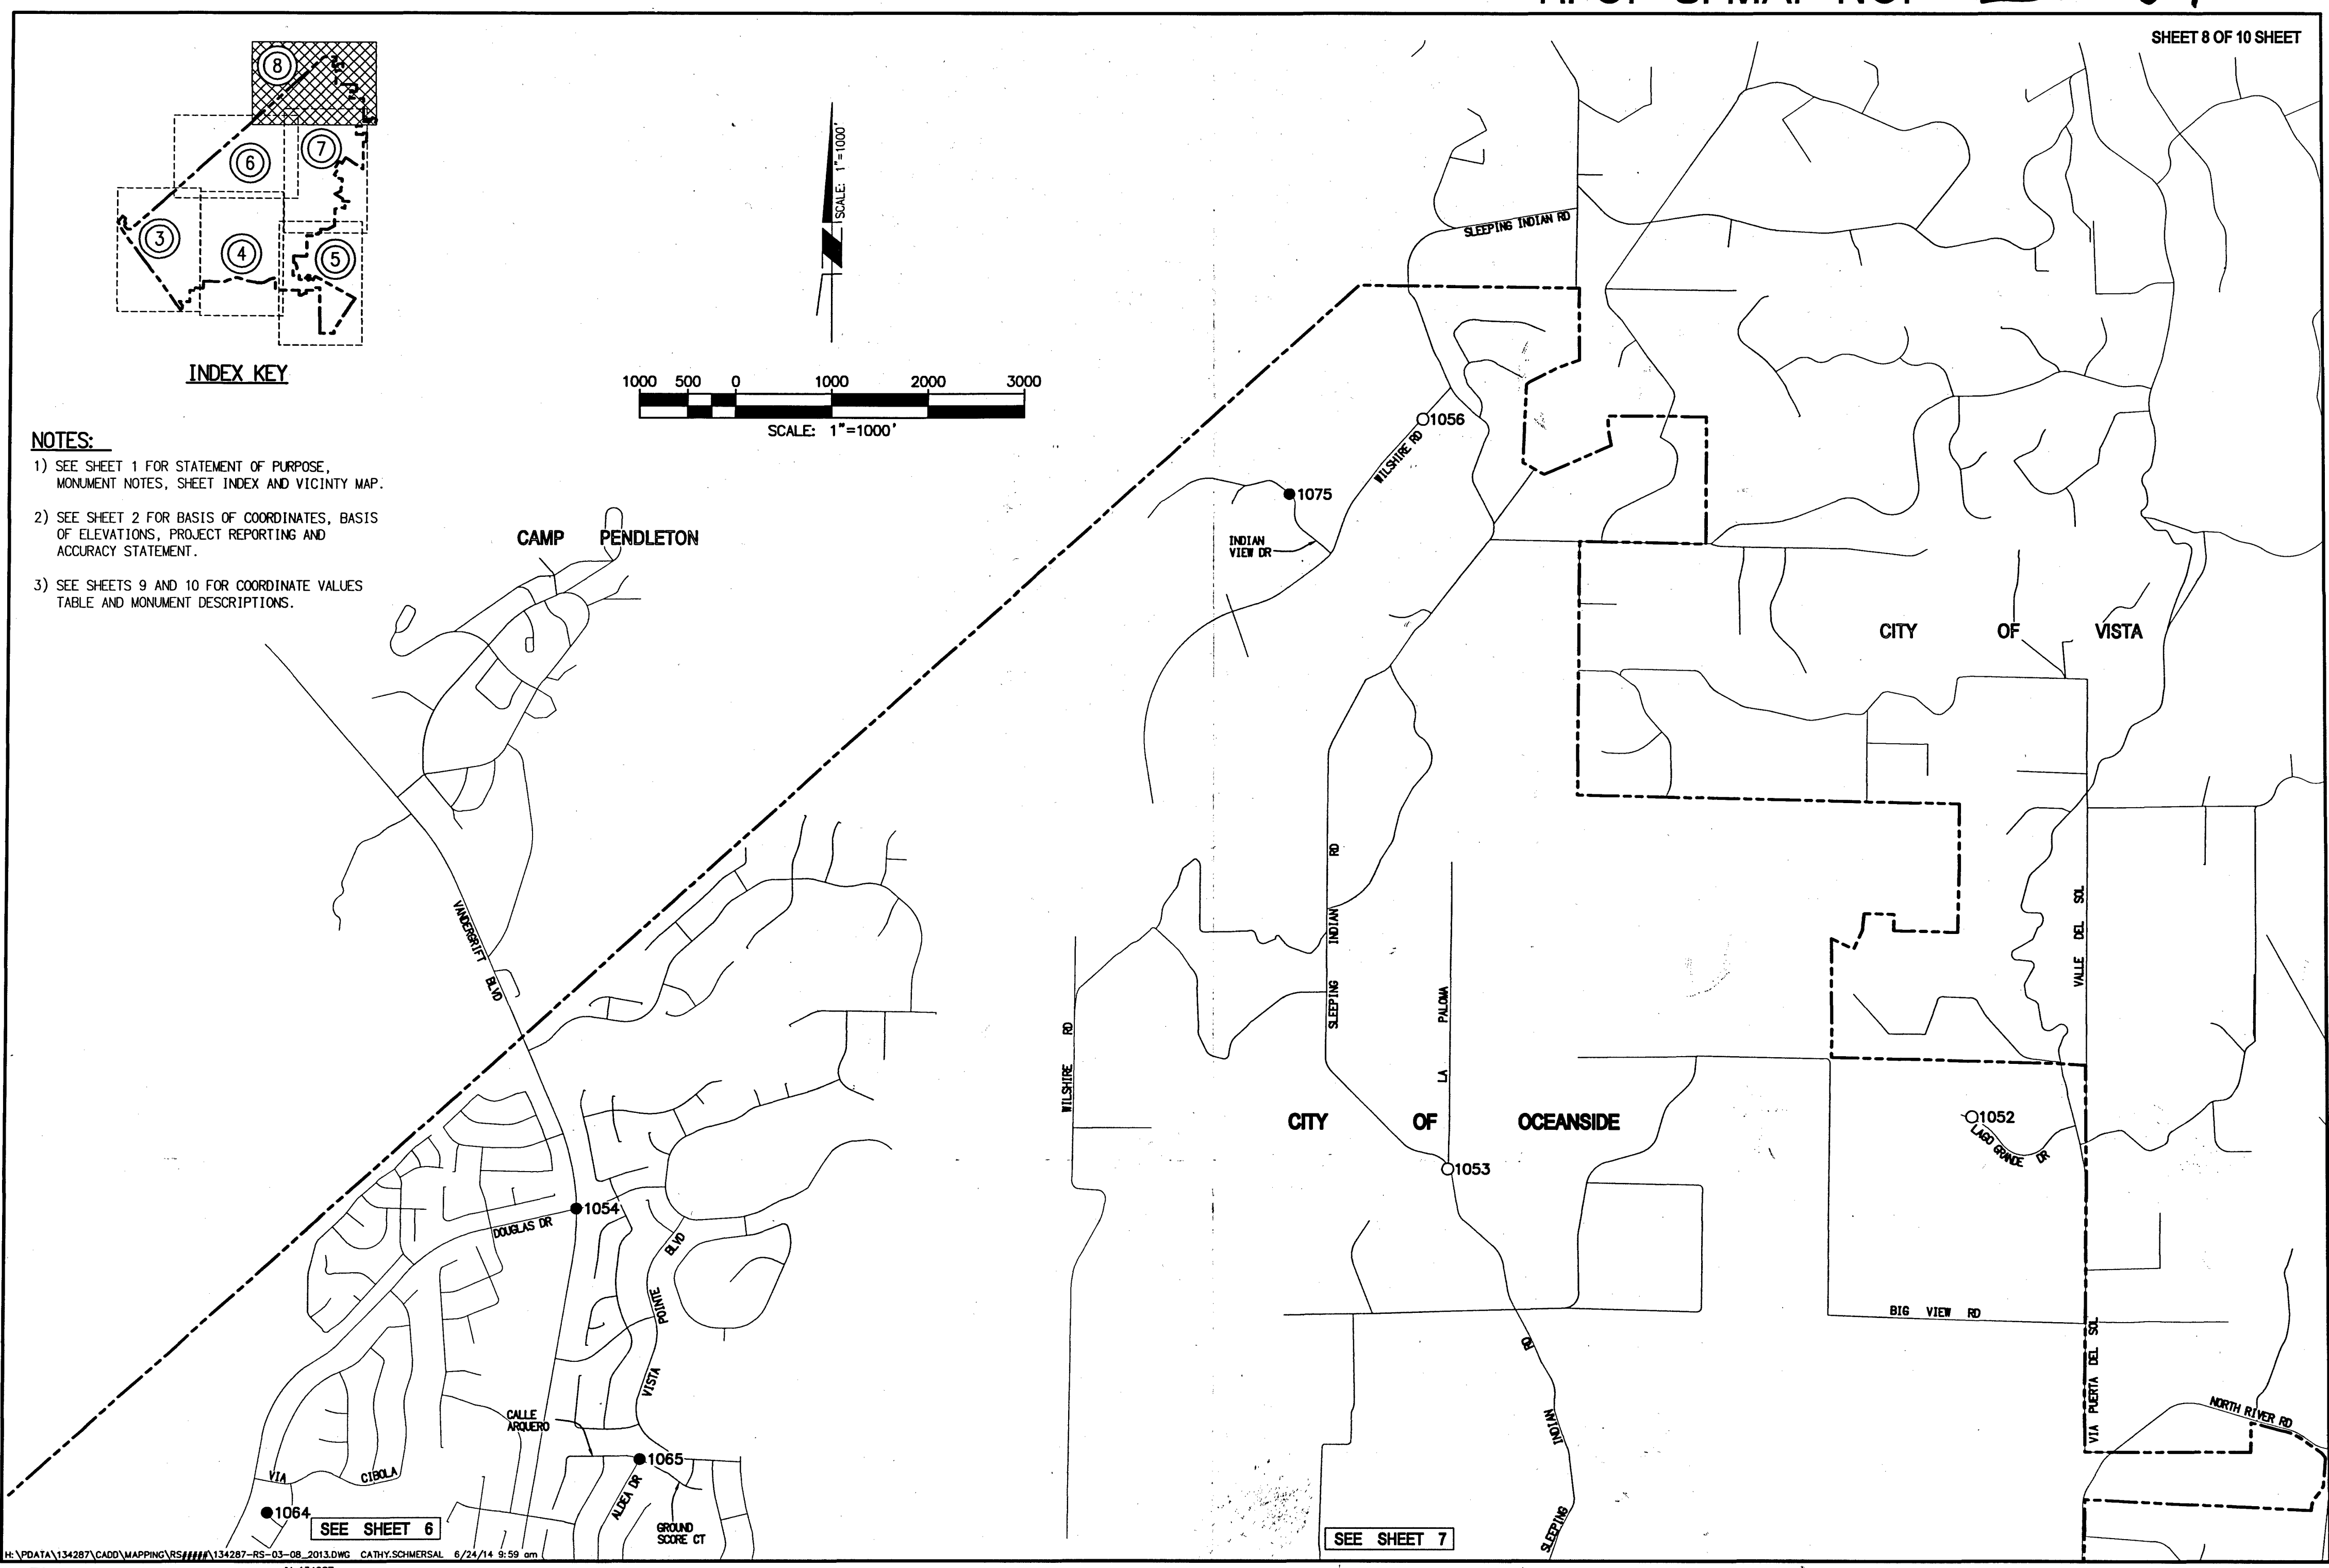 SHEET 8 OF 10 SHEET
8
7
6
3
4
5
INDEX KEY
SCALE: 1"=1000'
1000 500 0 1000 2000 3000
SCALE: 1"=1000'
NOTES:
1) SEE SHEET 1 FOR STATEMENT OF PURPOSE,
MONUMENT NOTES, SHEET INDEX AND VICINTY MAP.
2) SEE SHEET 2 FOR BASIS OF COORDINATES, BASIS
OF ELEVATIONS, PROJECT REPORTING AND
ACCURACY STATEMENT.
3) SEE SHEETS 9 AND 10 FOR COORDINATE VALUES
TABLE AND MONUMENT DESCRIPTIONS.
CAMP PENDLETON
SLEEPING INDIAN RD
1056
WILSHIRE RD
1075
INDIAN
VIEW DR
CITY OF VISTA
VANDERGRIFT BLVD
SLEEPING INDIAN RD
LA PALOMA
WILSHIRE RD
VALLE DEL SOL
CITY OF OCEANSIDE
1052
LAGO GRANDE DR
1053
1054
DOUGLAS DR
VISTA POINTE BLVD
BIG VIEW RD
VIA PUERTA DEL SOL
NORTH RIVER RD
SLEEPING INDIAN RD
CALLE
ARQUERO
1065
ALDEA DR
GROUND
SCORE CT
VIA CIBOLA
1064
SEE SHEET 6
SEE SHEET 7
H:\PDATA\134287\CADD\MAPPING\RS#####\134287-RS-03-08_2013.DWG CATHY.SCHMERSAL 6/24/14 9:59 am